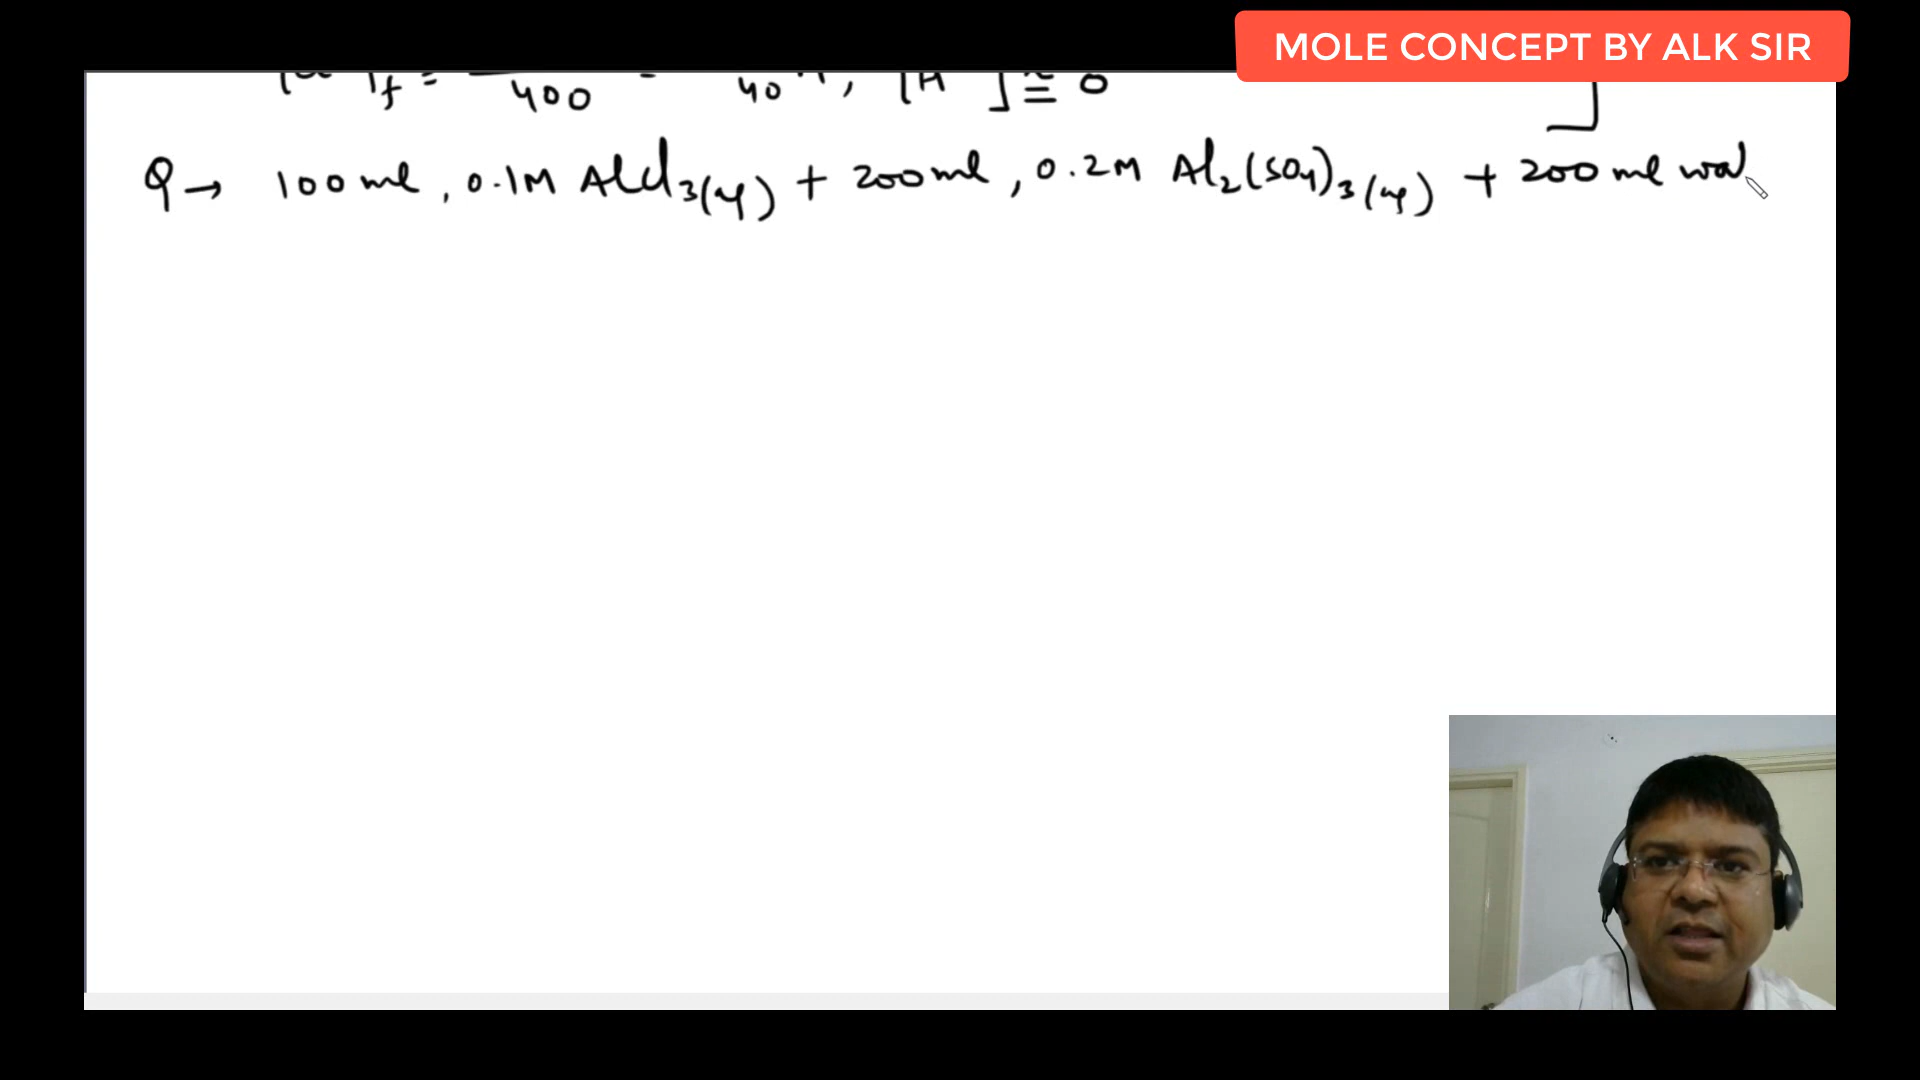 MOLE CONCEPT BY ALK SIR
400 40 , ≅ 0
Q → 100 ml, 0.1M AlCl3(aq) + 200 ml, 0.2M Al2(SO4)3(aq) + 200 ml wat